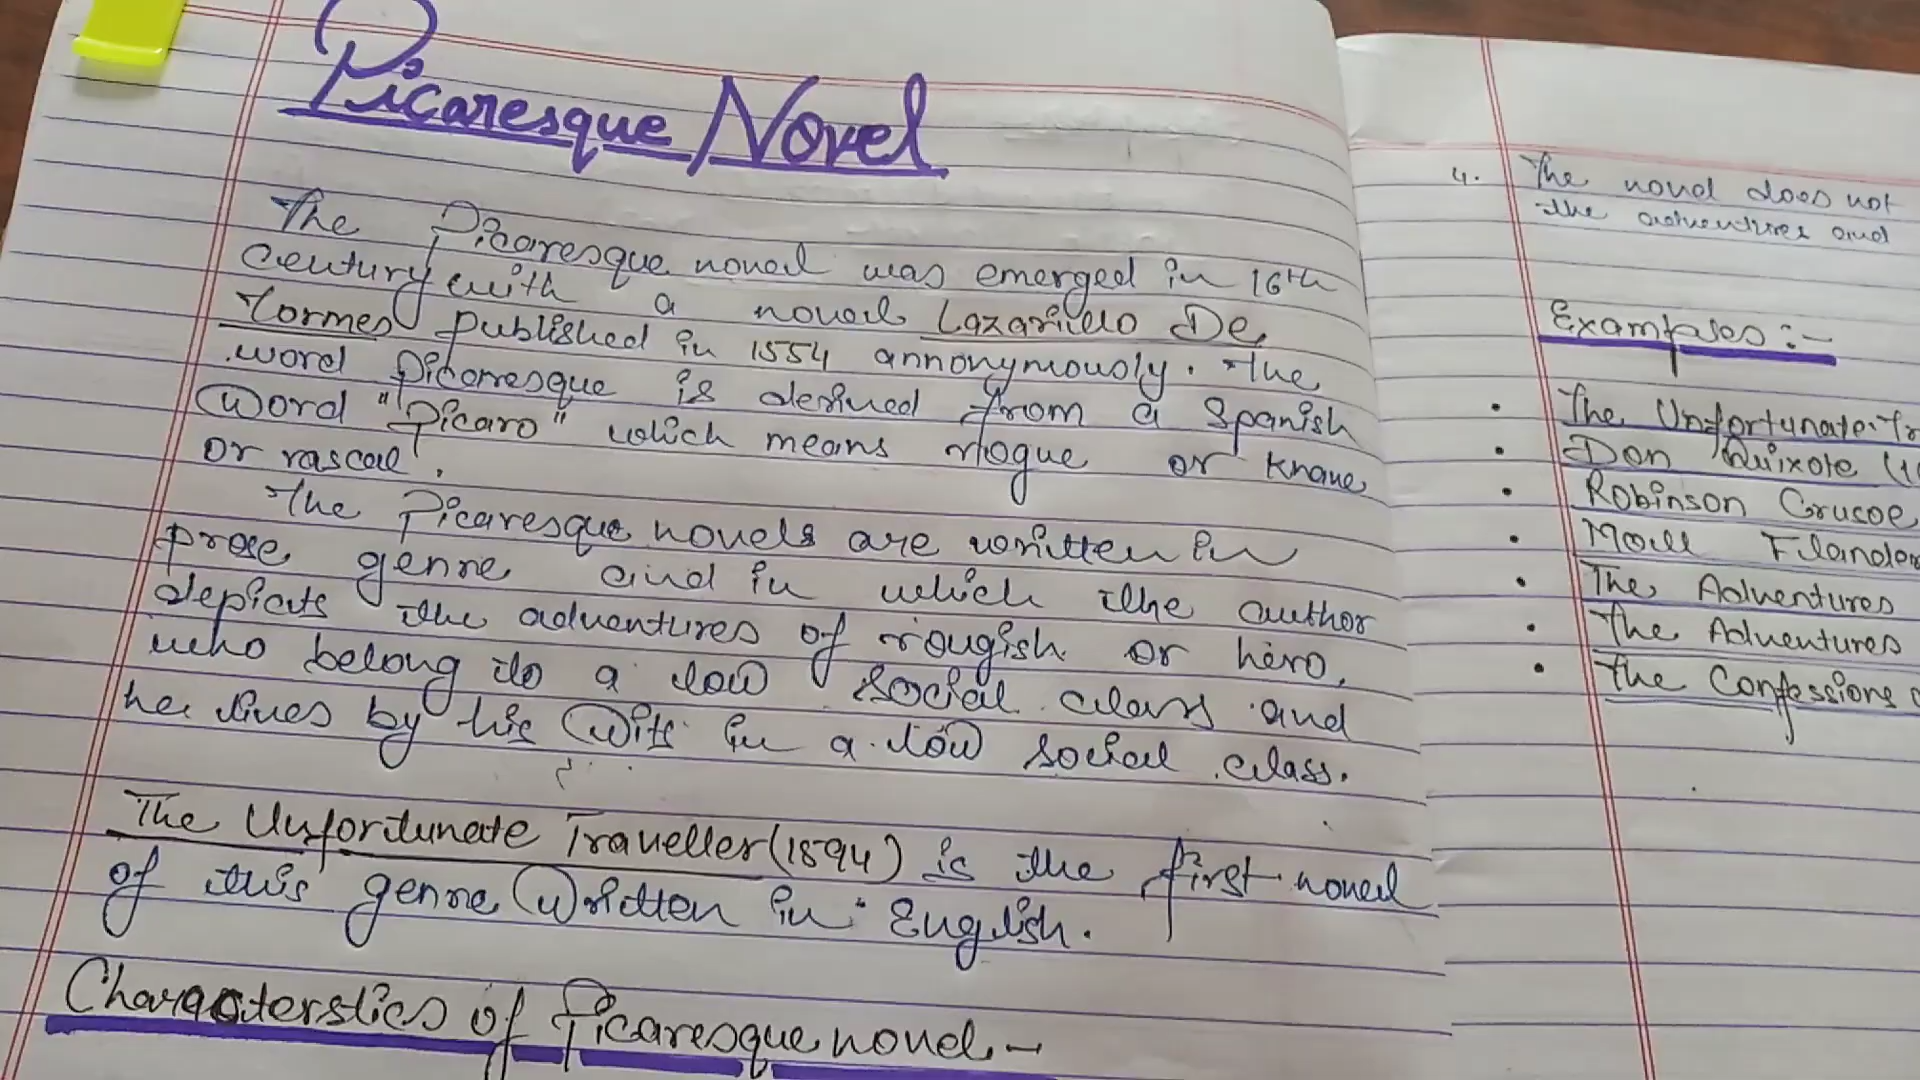 Picaresque Novel
The Picaresque novel was emerged in 16th
century with a novel Lazarillo De
Tormes published in 1554 annonymously. The
word Picaresque is derived from a Spanish
Word "Picaro" which means rogue or knave
or rascal.
The Picaresque novels are written in
prose genre and in which the author
depicts the adventures of rougish or hero,
who belong to a low social class and
he lives by his wits in a low social class.
The Unfortunate Traveller (1594) is the first novel
of this genre Written in English.
Characterstics of Picaresque novel -
4. The novel does not
the adventures and
Examples :-
• The Unfortunate Tr
• Don Quixote (1
• Robinson Crusoe
• Moll Flanders
• The Adventures
• The Adventures
• The Confessions